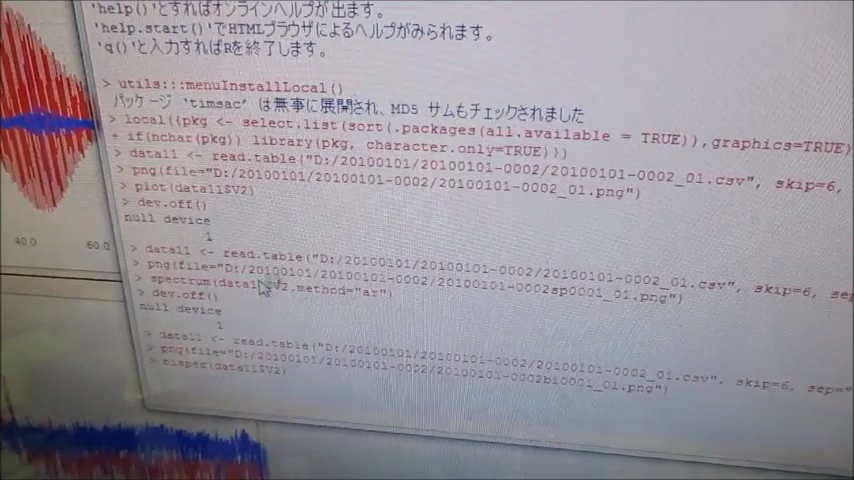 'help()'とすればオンラインヘルプが出ます。
'help.start()'でHTMLブラウザによるヘルプがみられます。
'q()'と入力すればRを終了します。
> utils:::menuInstallLocal()
パッケージ 'timsac' は無事に展開され、MD5 サムもチェックされました
> local({pkg <- select.list(sort(.packages(all.available = TRUE)),graphics=TRUE)
+ if(nchar(pkg)) library(pkg, character.only=TRUE)})
> data11 <- read.table("D:/20100101/20100101-0002/20100101-0002_01.csv", skip=6,
> png(file="D:/20100101/20100101-0002/20100101-0002_01.png")
> plot(data11$V2)
> dev.off()
null device
1
> data11 <- read.table("D:/20100101/20100101-0002/20100101-0002_01.csv", skip=6, sep
> png(file="D:/20100101/20100101-0002/20100101-0002sp0001_01.png")
> spectrum(data11$V2,method="ar")
> dev.off()
null device
1
> data11 <- read.table("D:/20100101/20100101-0002/20100101-0002_01.csv", skip=6, sep="
> png(file="D:/20100101/20100101-0002/20100101-0002bi0001_01.png")
> bispec(data11$V2)
40.0
60.0